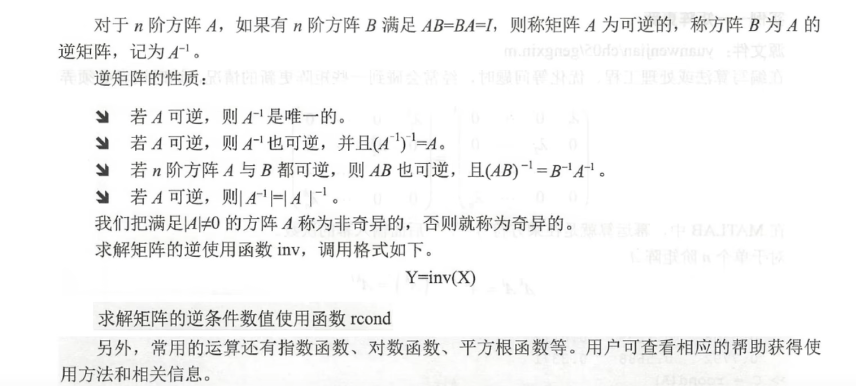 对于 n 阶方阵 A，如果有 n 阶方阵 B 满足 AB=BA=I，则称矩阵 A 为可逆的，称方阵 B 为 A 的
逆矩阵，记为 A⁻¹。
逆矩阵的性质：
若 A 可逆，则 A⁻¹ 是唯一的。
若 A 可逆，则 A⁻¹ 也可逆，并且(A⁻¹)⁻¹=A。
若 n 阶方阵 A 与 B 都可逆，则 AB 也可逆，且(AB)⁻¹=B⁻¹A⁻¹。
若 A 可逆，则|A⁻¹|=|A|⁻¹。
我们把满足|A|≠0 的方阵 A 称为非奇异的，否则就称为奇异的。
求解矩阵的逆使用函数 inv，调用格式如下。
Y=inv(X)
求解矩阵的逆条件数值使用函数 rcond
另外，常用的运算还有指数函数、对数函数、平方根函数等。用户可查看相应的帮助获得使
用方法和相关信息。